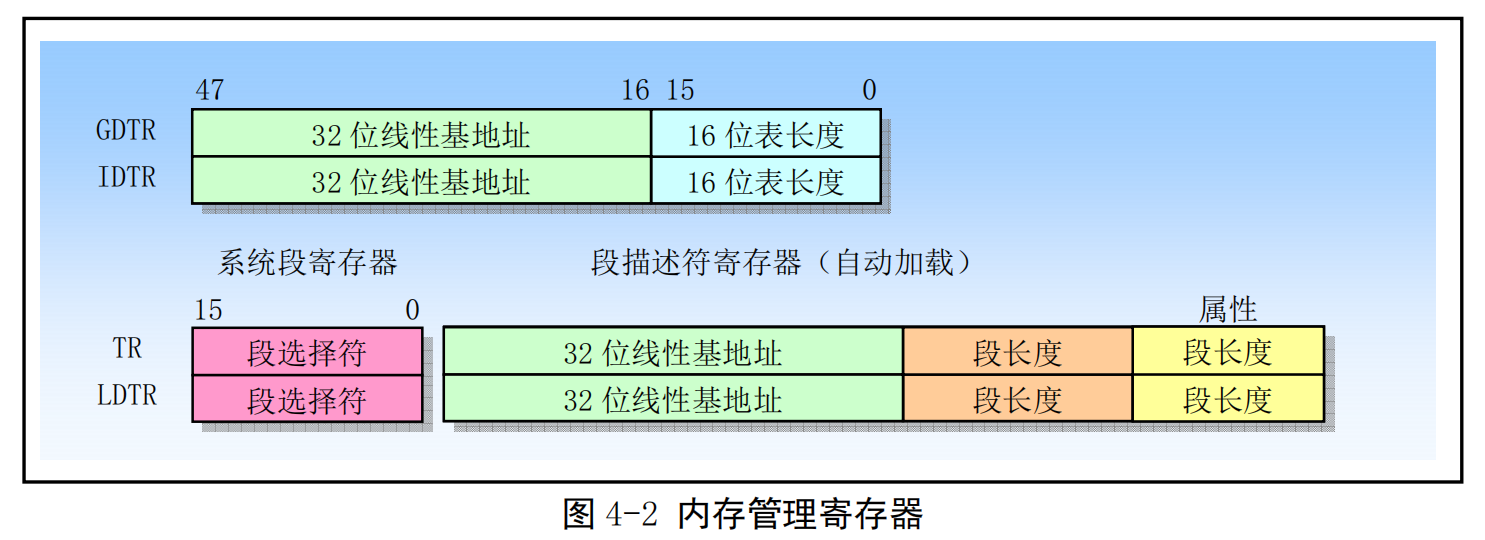 47 16 15 0
GDTR 32 位线性基地址 16 位表长度
IDTR 32 位线性基地址 16 位表长度
系统段寄存器 段描述符寄存器（自动加载）
15 0 属性
TR 段选择符 32 位线性基地址 段长度 段长度
LDTR 段选择符 32 位线性基地址 段长度 段长度
图 4-2 内存管理寄存器